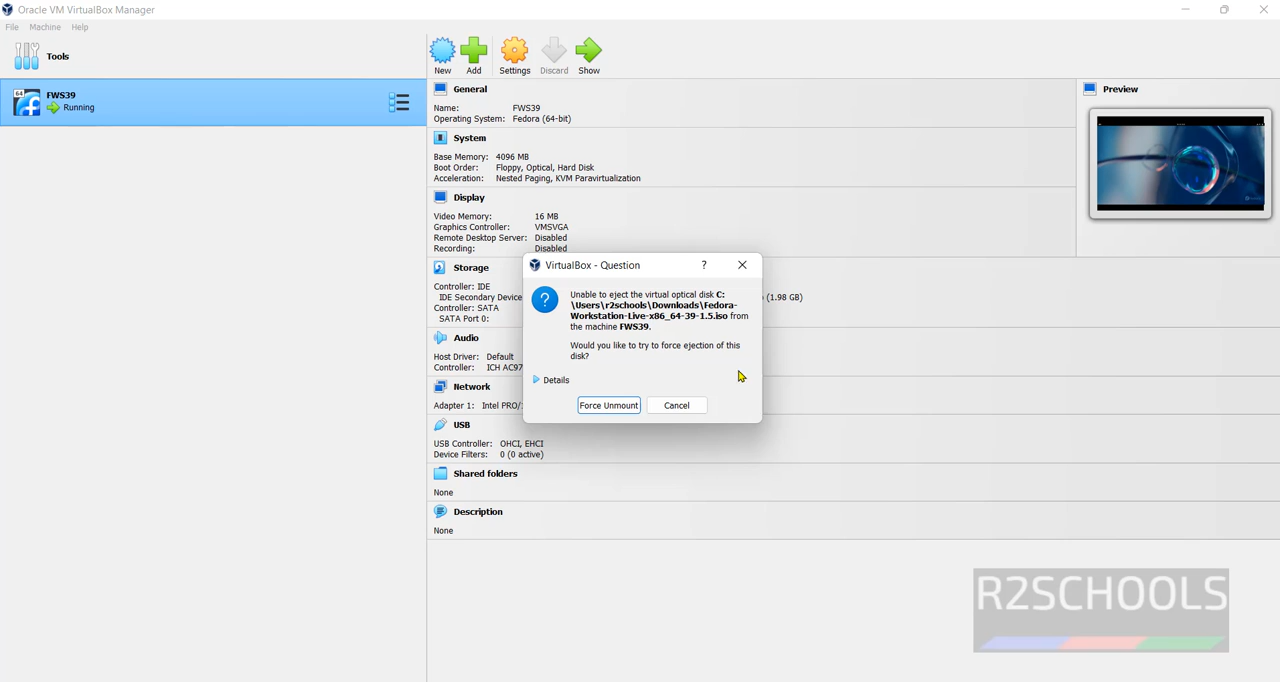 Oracle VM VirtualBox Manager
File Machine Help
Tools
New Add Settings Discard Show
64
FWS39
Running
General
Name: FWS39
Operating System: Fedora (64-bit)
System
Base Memory: 4096 MB
Boot Order: Floppy, Optical, Hard Disk
Acceleration: Nested Paging, KVM Paravirtualization
Display
Video Memory: 16 MB
Graphics Controller: VMSVGA
Remote Desktop Server: Disabled
Recording: Disabled
Storage
Controller: IDE
IDE Secondary Device
(1.98 GB)
Controller: SATA
SATA Port 0:
Audio
Host Driver: Default
Controller: ICH AC97
Network
Adapter 1: Intel PRO/
USB
USB Controller: OHCI, EHCI
Device Filters: 0 (0 active)
Shared folders
None
Description
None
Preview
VirtualBox - Question
?
Unable to eject the virtual optical disk C:
\Users\r2schools\Downloads\Fedora-
Workstation-Live-x86_64-39-1.5.iso from
the machine FWS39.
Would you like to try to force ejection of this
disk?
Details
Force Unmount Cancel
R2SCHOOLS